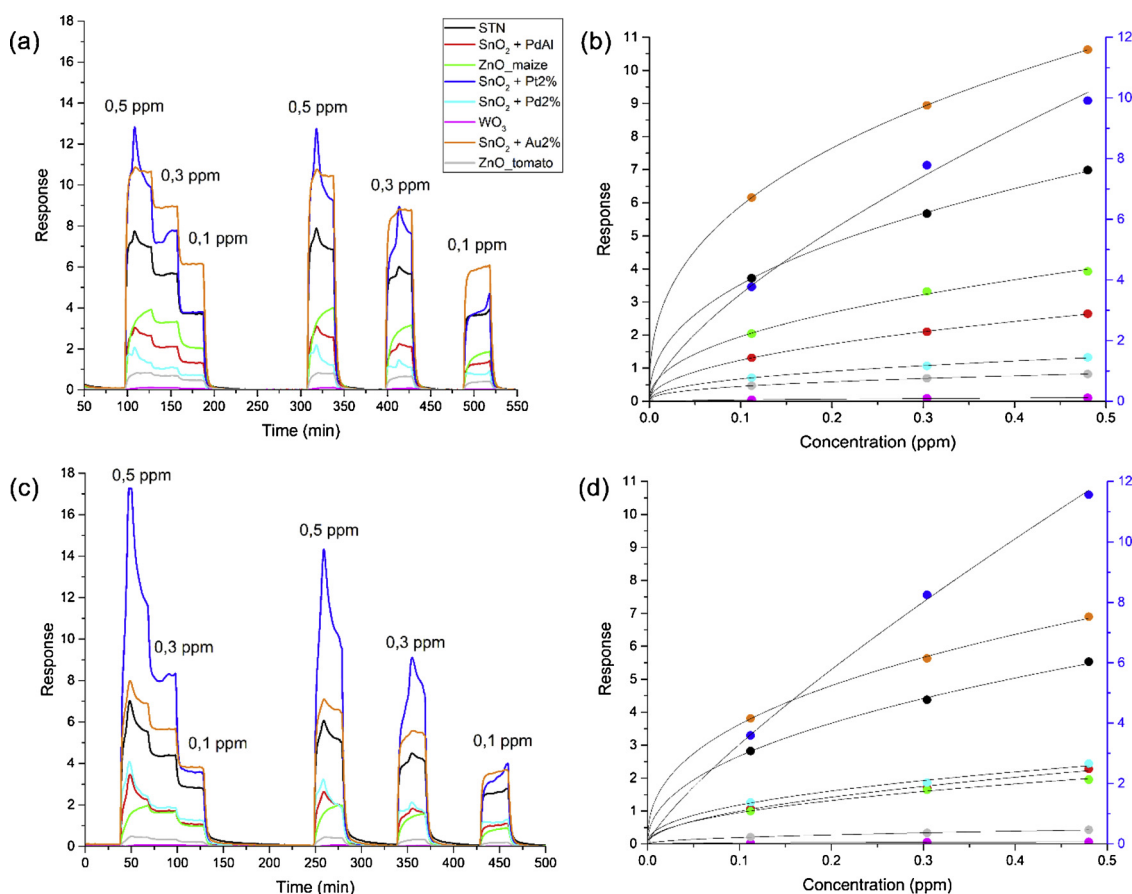 (a)
18
16
14
12
10
8
6
4
2
0
Response
0,5 ppm
0,3 ppm
0,1 ppm
0,5 ppm
0,3 ppm
0,1 ppm
STN
SnO2 + PdAl
ZnO_maize
SnO2 + Pt2%
SnO2 + Pd2%
WO3
SnO2 + Au2%
ZnO_tomato
50 100 150 200 250 300 350 400 450 500 550
Time (min)
(b)
11
10
9
8
7
6
5
4
3
2
1
0
Response
12
10
8
6
4
2
0
0.0 0.1 0.2 0.3 0.4 0.5
Concentration (ppm)
(c)
18
16
14
12
10
8
6
4
2
0
Response
0,5 ppm
0,3 ppm
0,1 ppm
0,5 ppm
0,3 ppm
0,1 ppm
0 50 100 150 200 250 300 350 400 450 500
Time (min)
(d)
11
10
9
8
7
6
5
4
3
2
1
0
Response
12
10
8
6
4
2
0
0.0 0.1 0.2 0.3 0.4 0.5
Concentration (ppm)